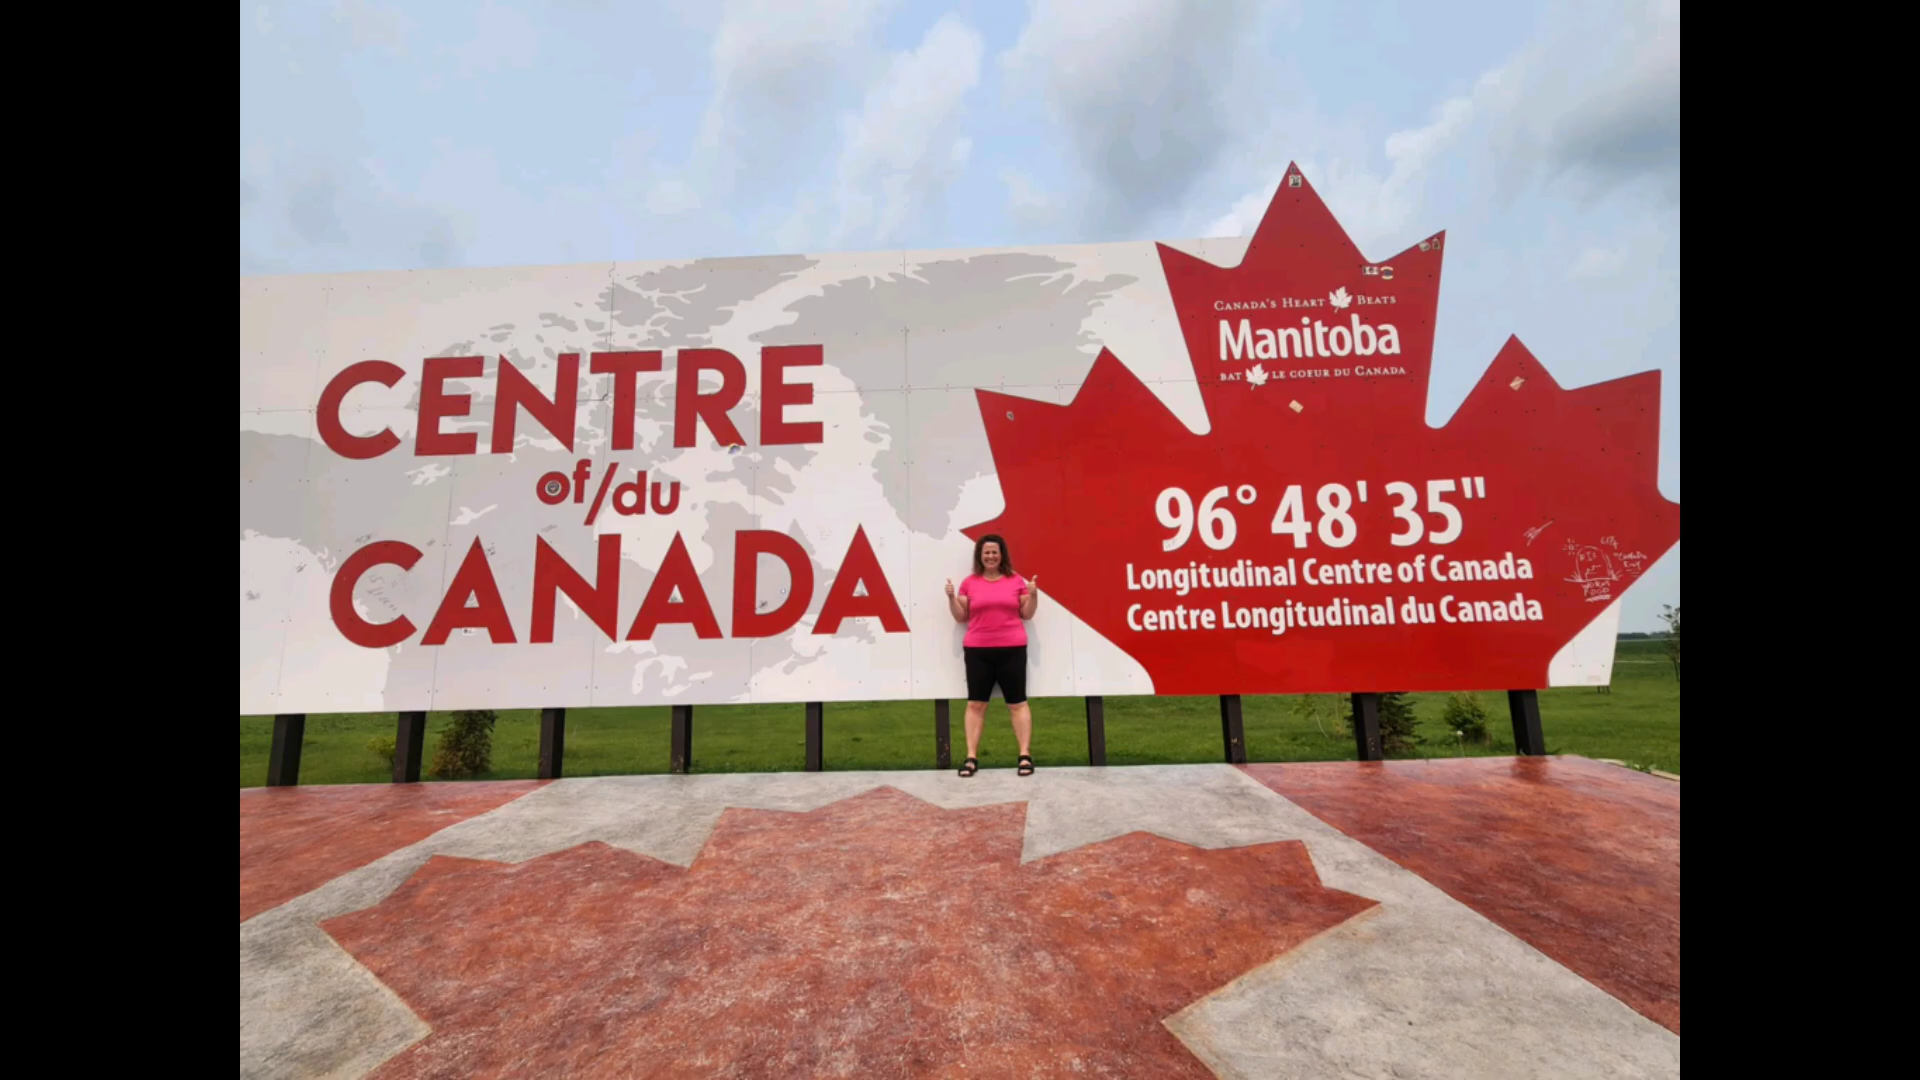 CENTRE
of/du
CANADA
CANADA'S HEART BEATS
Manitoba
BAT LE COEUR DU CANADA
96° 48' 35"
Longitudinal Centre of Canada
Centre Longitudinal du Canada